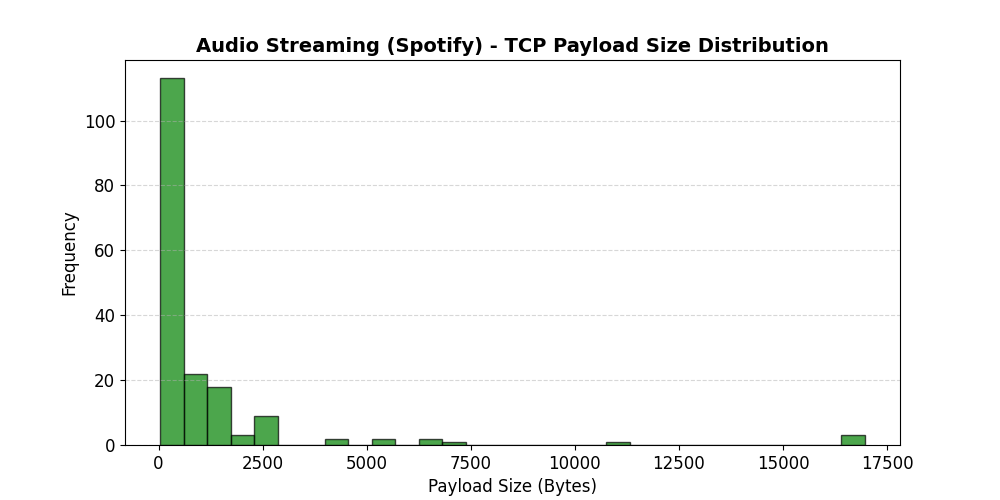 Audio Streaming (Spotify) - TCP Payload Size Distribution
Frequency
100
80
60
40
20
0
0 2500 5000 7500 10000 12500 15000 17500
Payload Size (Bytes)